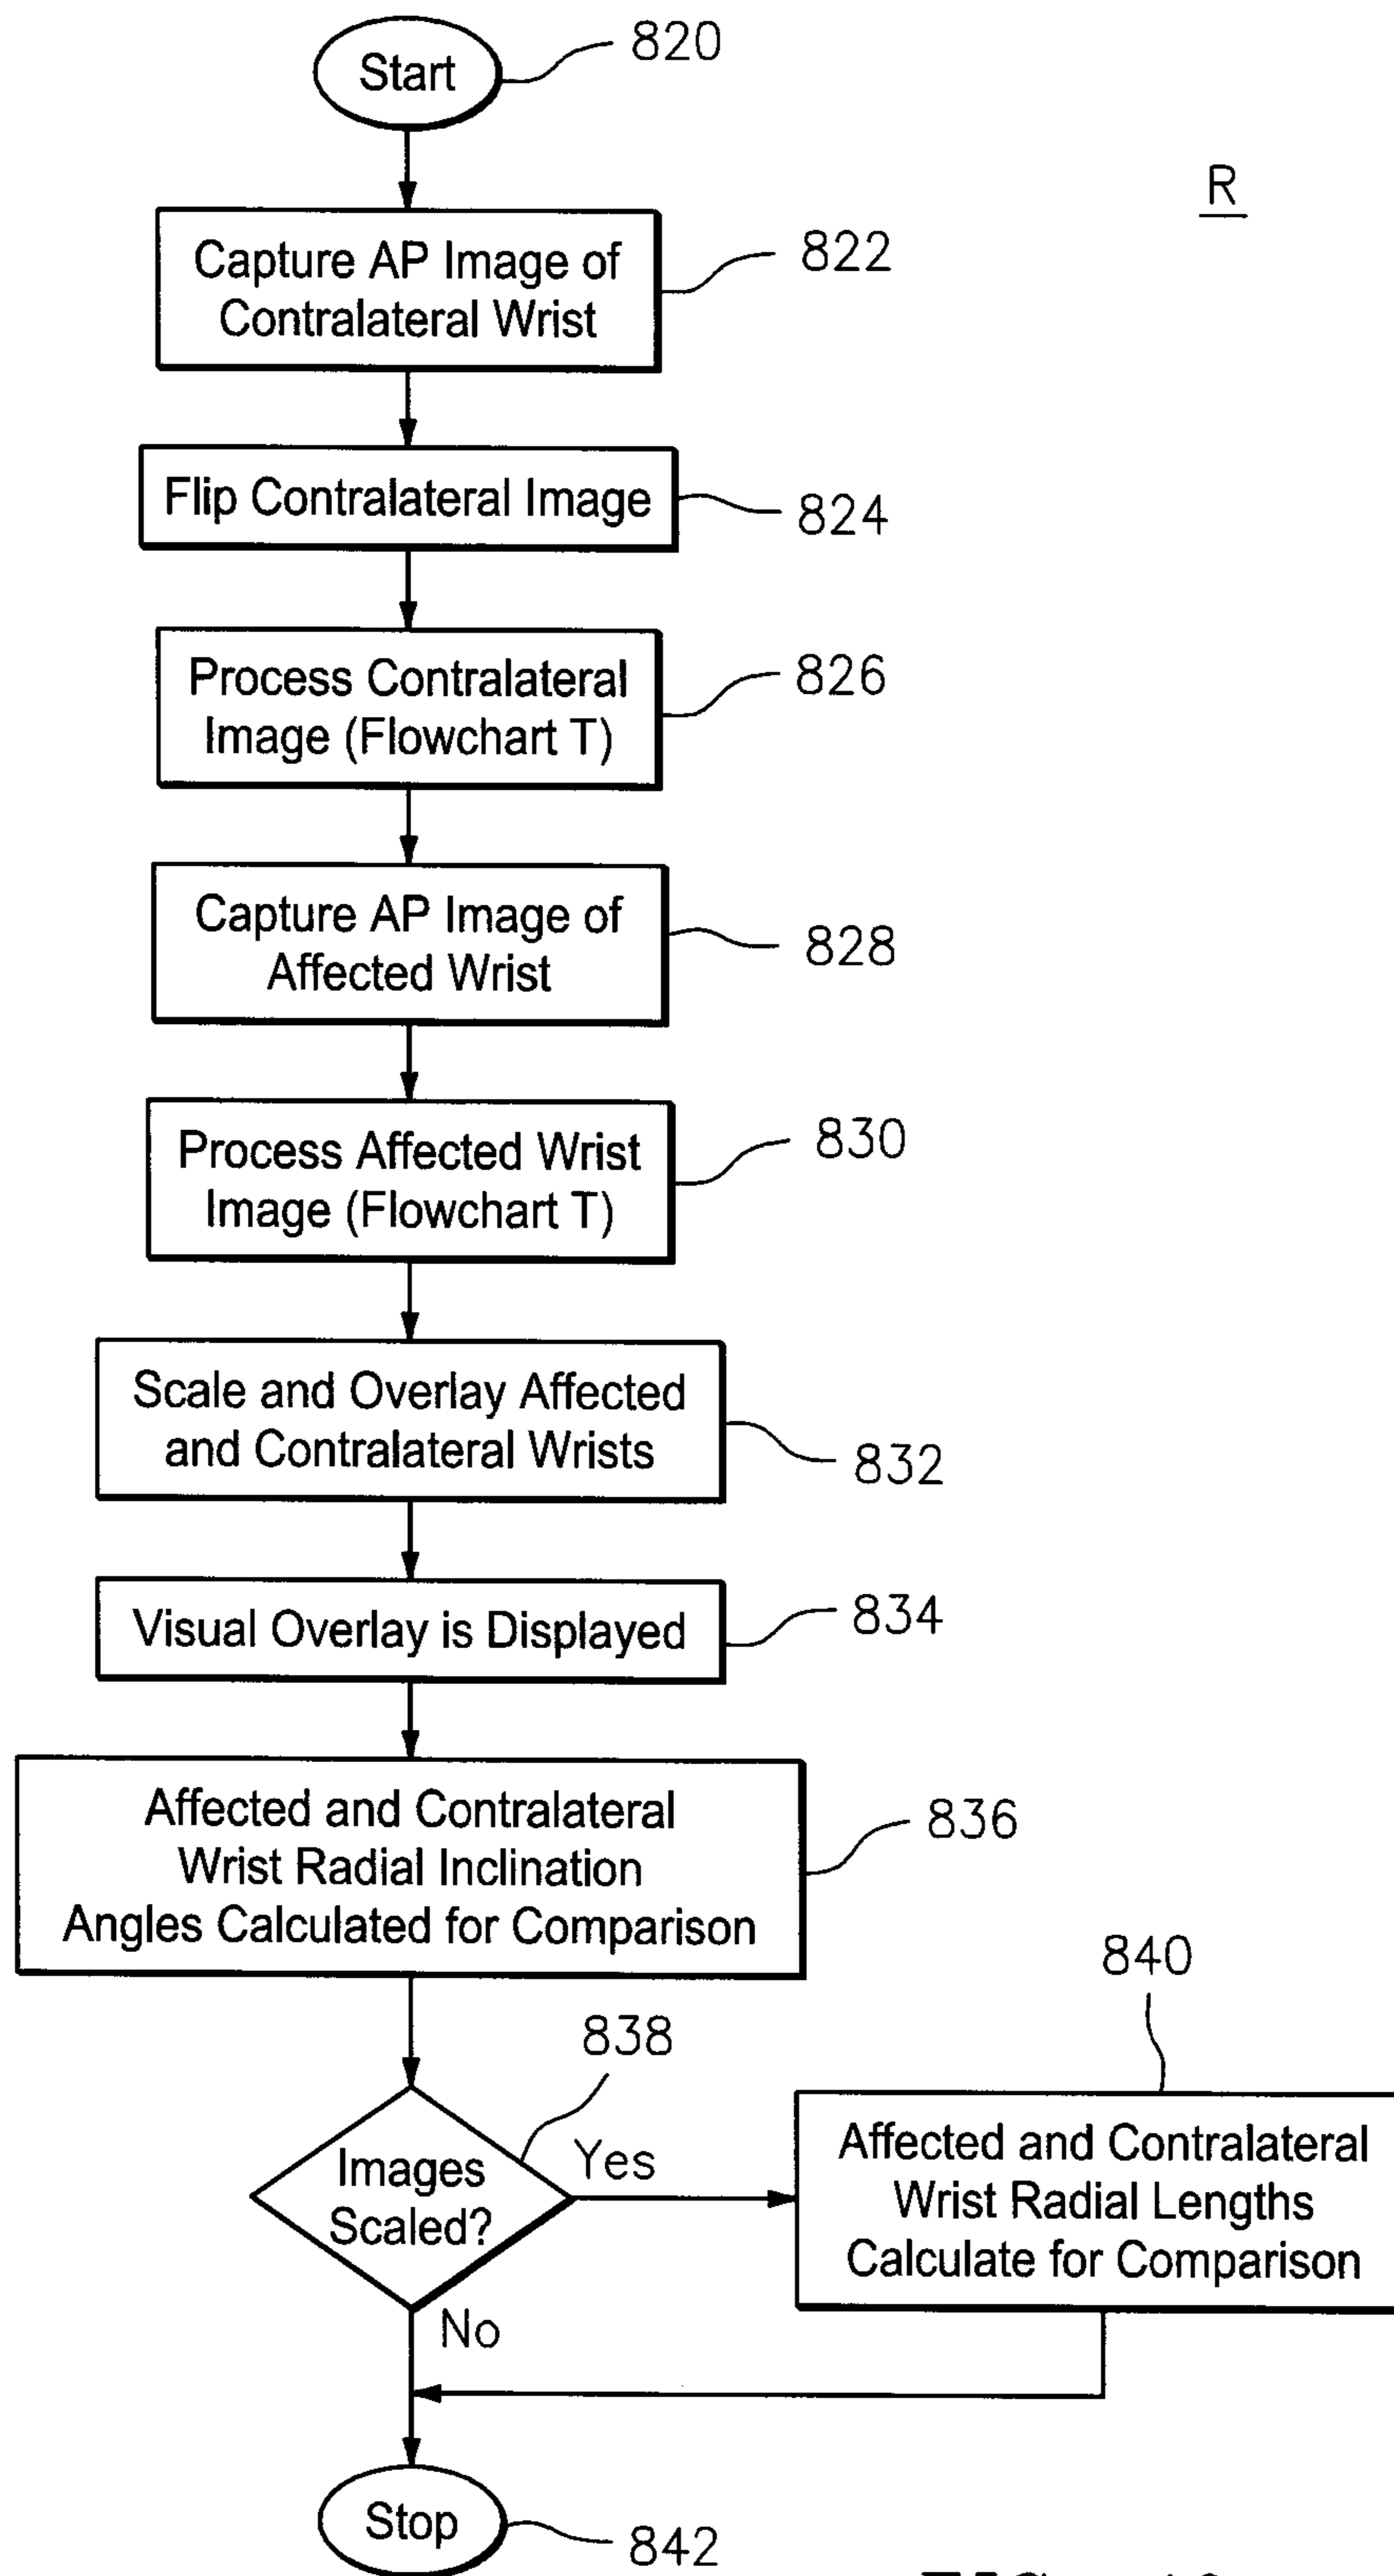 Start
820
R
Capture AP Image of
Contralateral Wrist
822
Flip Contralateral Image
824
Process Contralateral
Image (Flowchart T)
826
Capture AP Image of
Affected Wrist
828
Process Affected Wrist
Image (Flowchart T)
830
Scale and Overlay Affected
and Contralateral Wrists
832
Visual Overlay is Displayed
834
Affected and Contralateral
Wrist Radial Inclination
Angles Calculated for Comparison
836
Images
Scaled?
838
Yes
No
840
Affected and Contralateral
Wrist Radial Lengths
Calculate for Comparison
Stop
842